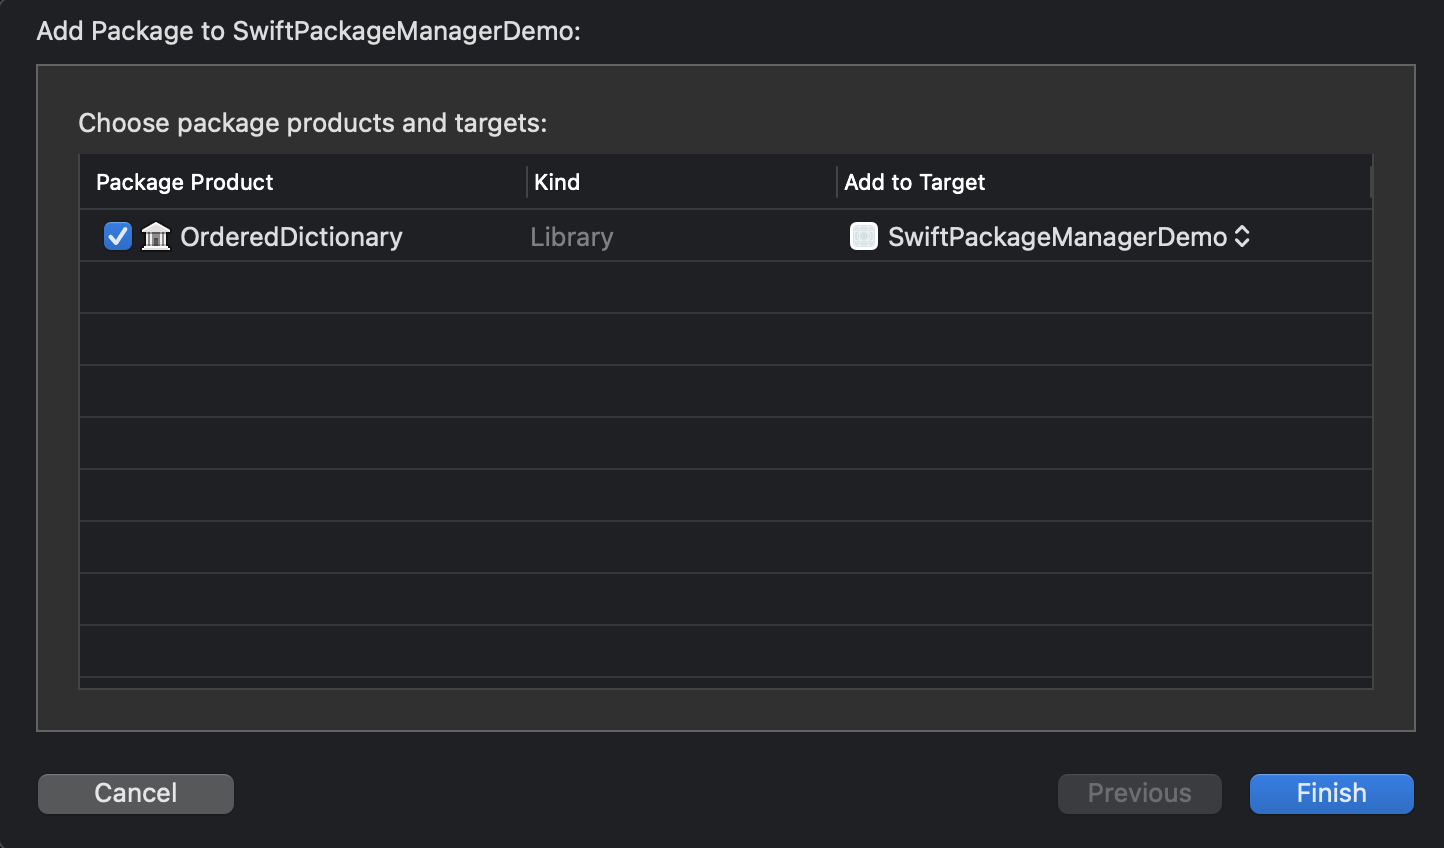 Add Package to SwiftPackageManagerDemo:
Choose package products and targets:
Package Product Kind Add to Target
OrderedDictionary Library SwiftPackageManagerDemo
Cancel Previous Finish